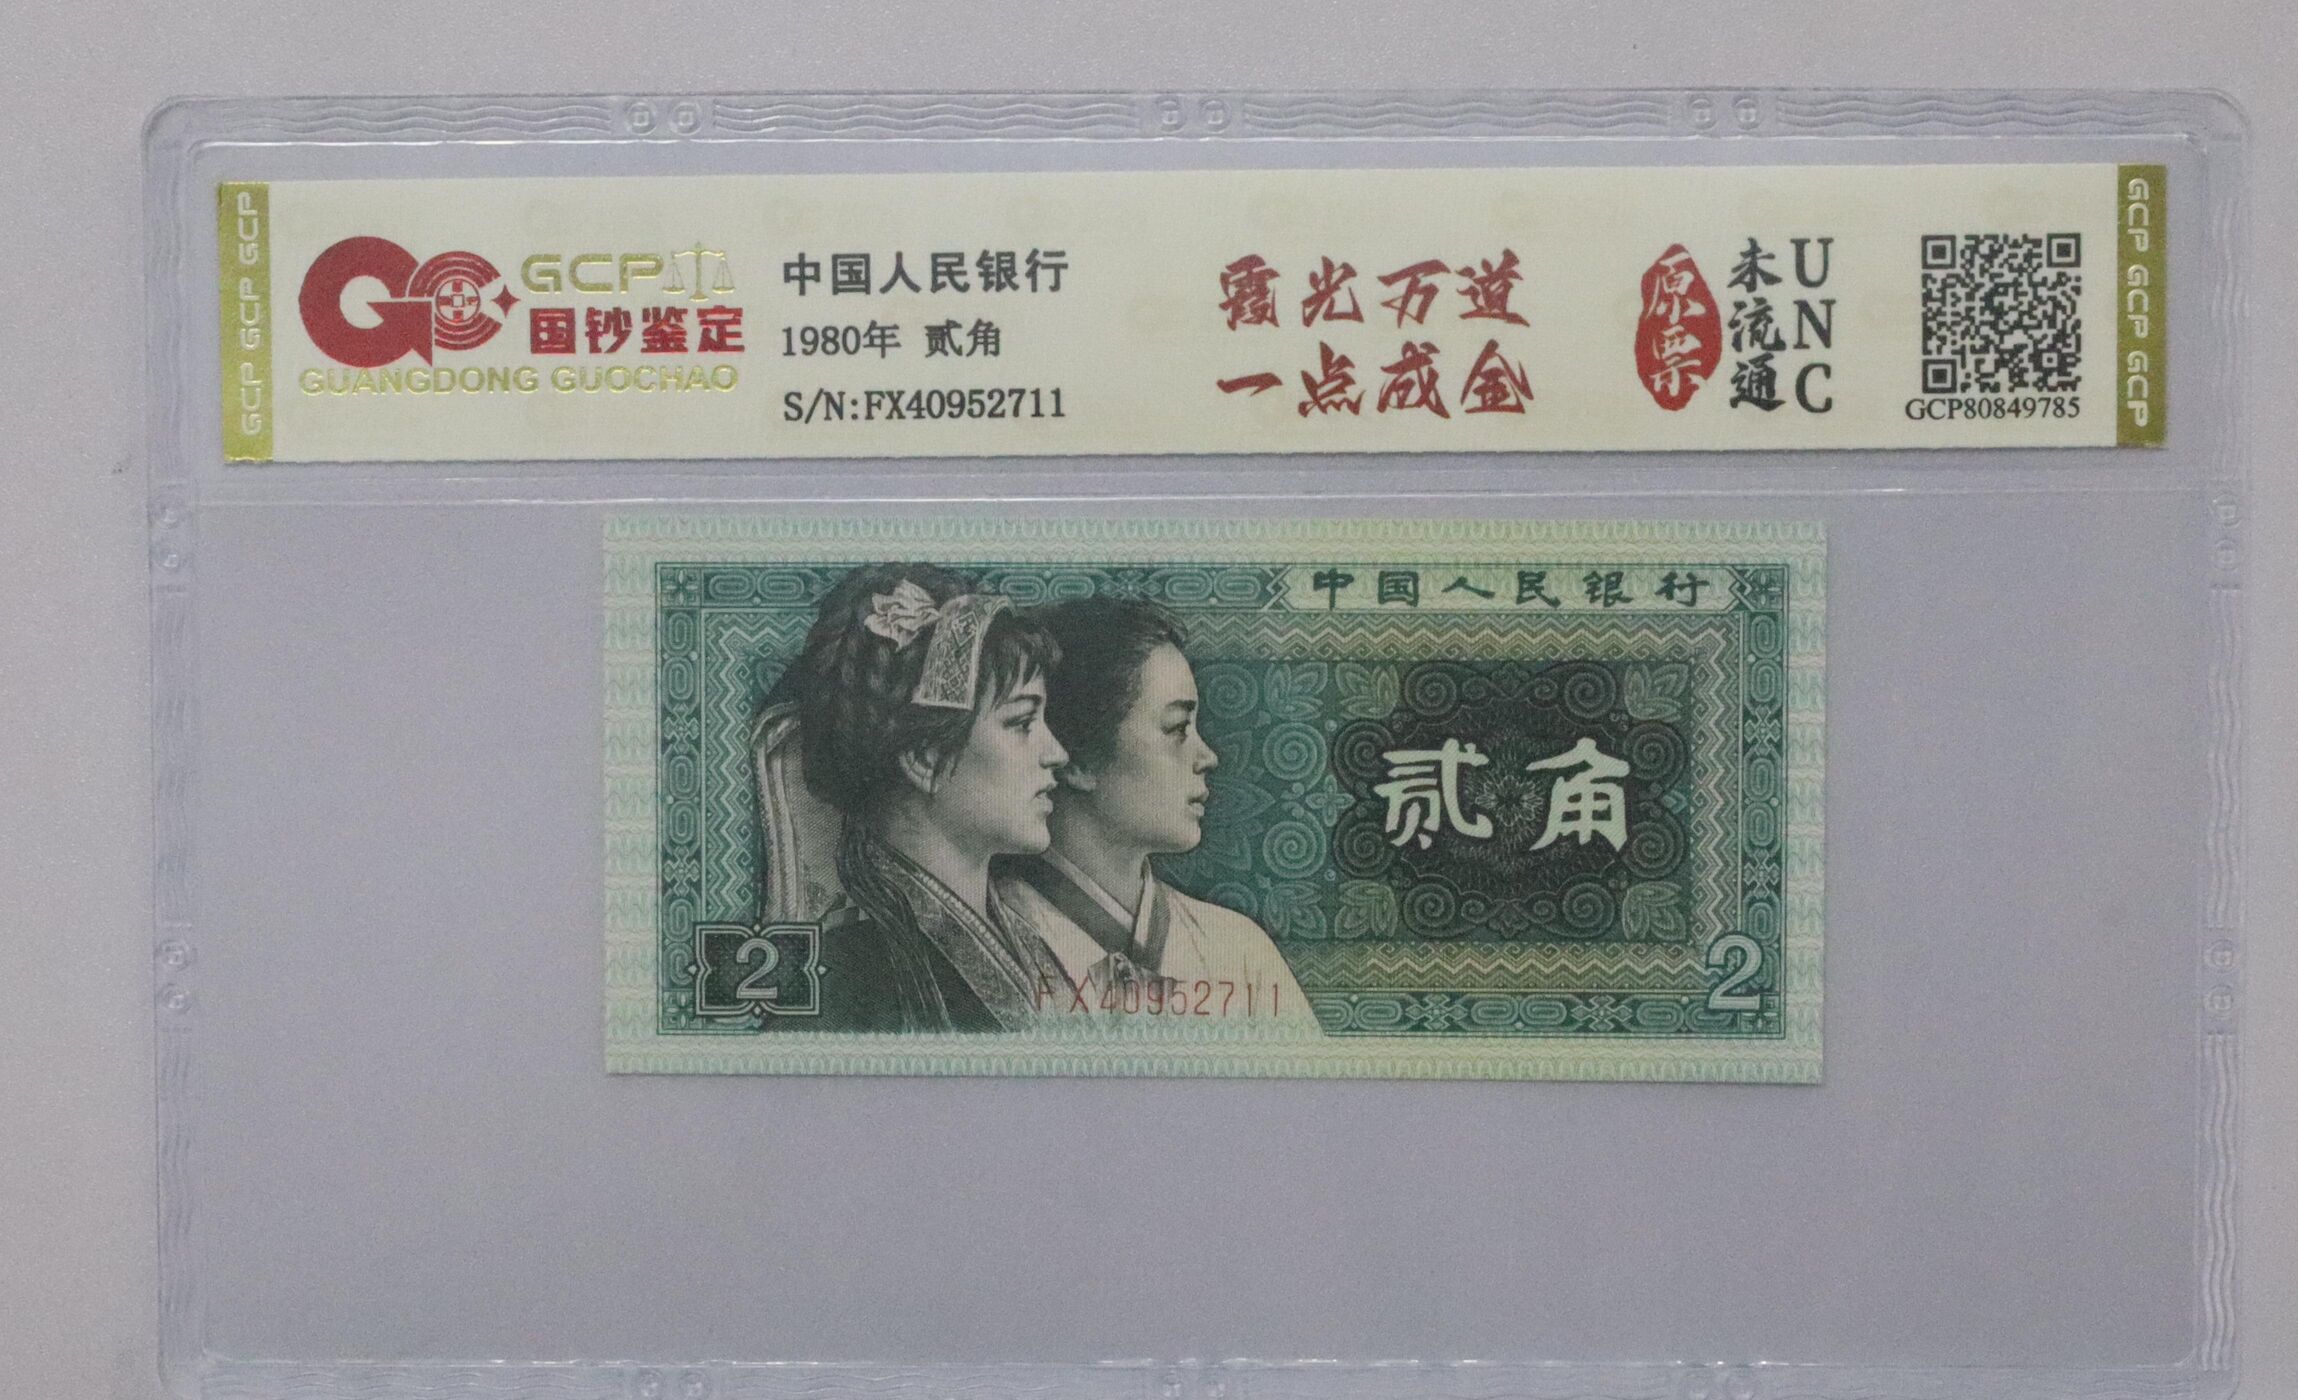 GCP GCP GCP
GCP
国钞鉴定
GUANGDONG GUOCHAO
中国人民银行
1980年 贰角
S/N:FX40952711
霞光万道
一点成金
原票
未流通
UNC
GCP80849785
GCP GCP GCP
中国人民银行
贰角
2
FX40952711
2